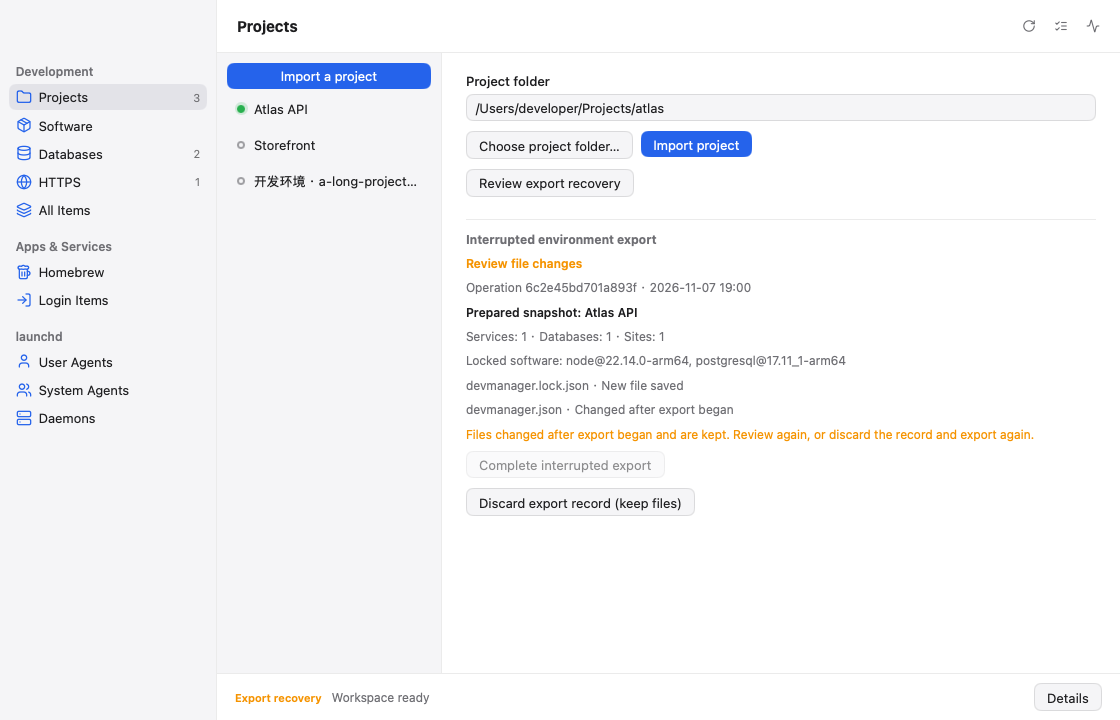 Projects
Development
Projects 3
Software
Databases 2
HTTPS 1
All Items
Apps & Services
Homebrew
Login Items
launchd
User Agents
System Agents
Daemons
Import a project
Atlas API
Storefront
开发环境 · a-long-project...
Project folder
/Users/developer/Projects/atlas
Choose project folder...
Import project
Review export recovery
Interrupted environment export
Review file changes
Operation 6c2e45bd701a893f · 2026-11-07 19:00
Prepared snapshot: Atlas API
Services: 1 · Databases: 1 · Sites: 1
Locked software: node@22.14.0-arm64, postgresql@17.11_1-arm64
devmanager.lock.json · New file saved
devmanager.json · Changed after export began
Files changed after export began and are kept. Review again, or discard the record and export again.
Complete interrupted export
Discard export record (keep files)
Export recovery Workspace ready
Details